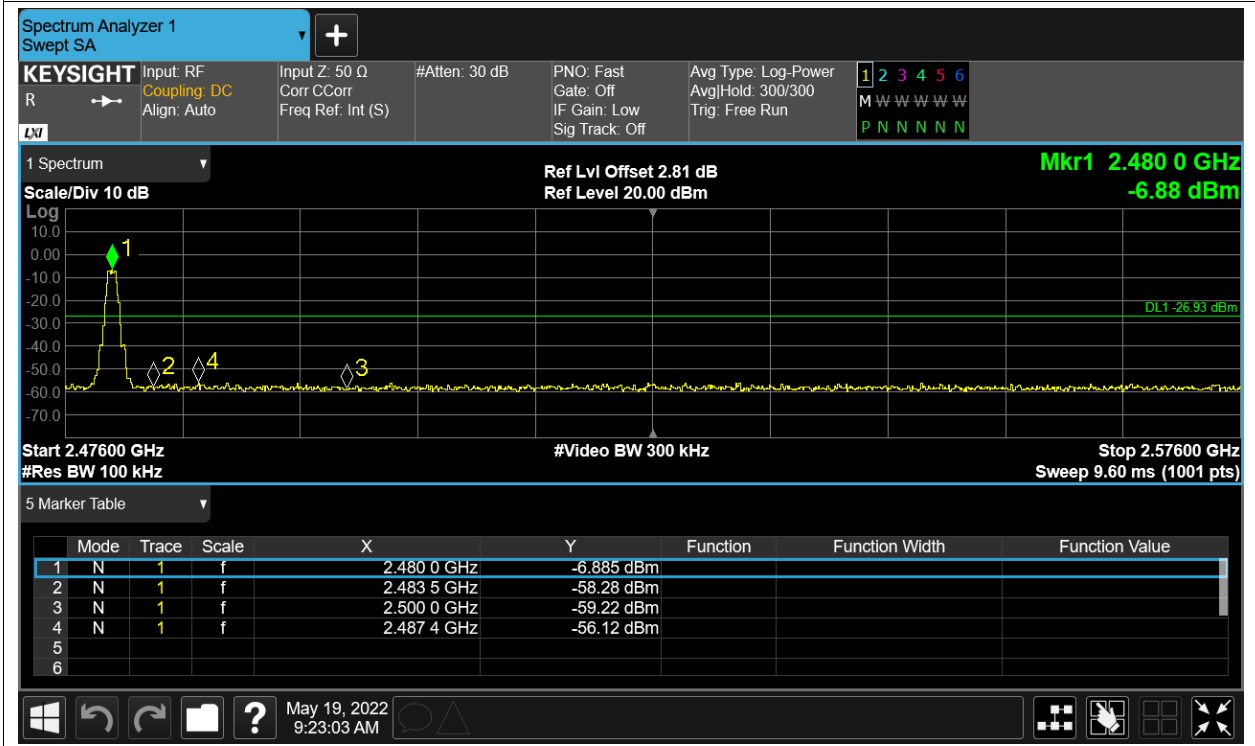 Spectrum Analyzer 1
Swept SA
+
KEYSIGHT
R
LXI
Input: RF
Coupling: DC
Align: Auto
Input Z: 50 Ω
Corr CCorr
Freq Ref: Int (S)
#Atten: 30 dB
PNO: Fast
Gate: Off
IF Gain: Low
Sig Track: Off
Avg Type: Log-Power
Avg|Hold: 300/300
Trig: Free Run
1 2 3 4 5 6
M W W W W W
P N N N N N
1 Spectrum
Scale/Div 10 dB
Ref Lvl Offset 2.81 dB
Ref Level 20.00 dBm
Mkr1 2.480 0 GHz
-6.88 dBm
Log
10.0
0.00
-10.0
-20.0
-30.0
-40.0
-50.0
-60.0
-70.0
1
2
4
3
DL1 -26.93 dBm
Start 2.47600 GHz
#Video BW 300 kHz
Stop 2.57600 GHz
#Res BW 100 kHz
Sweep 9.60 ms (1001 pts)
5 Marker Table
Mode Trace Scale X Y Function Function Width Function Value
1 N 1 f 2.480 0 GHz -6.885 dBm
2 N 1 f 2.483 5 GHz -58.28 dBm
3 N 1 f 2.500 0 GHz -59.22 dBm
4 N 1 f 2.487 4 GHz -56.12 dBm
5
6
?
May 19, 2022
9:23:03 AM